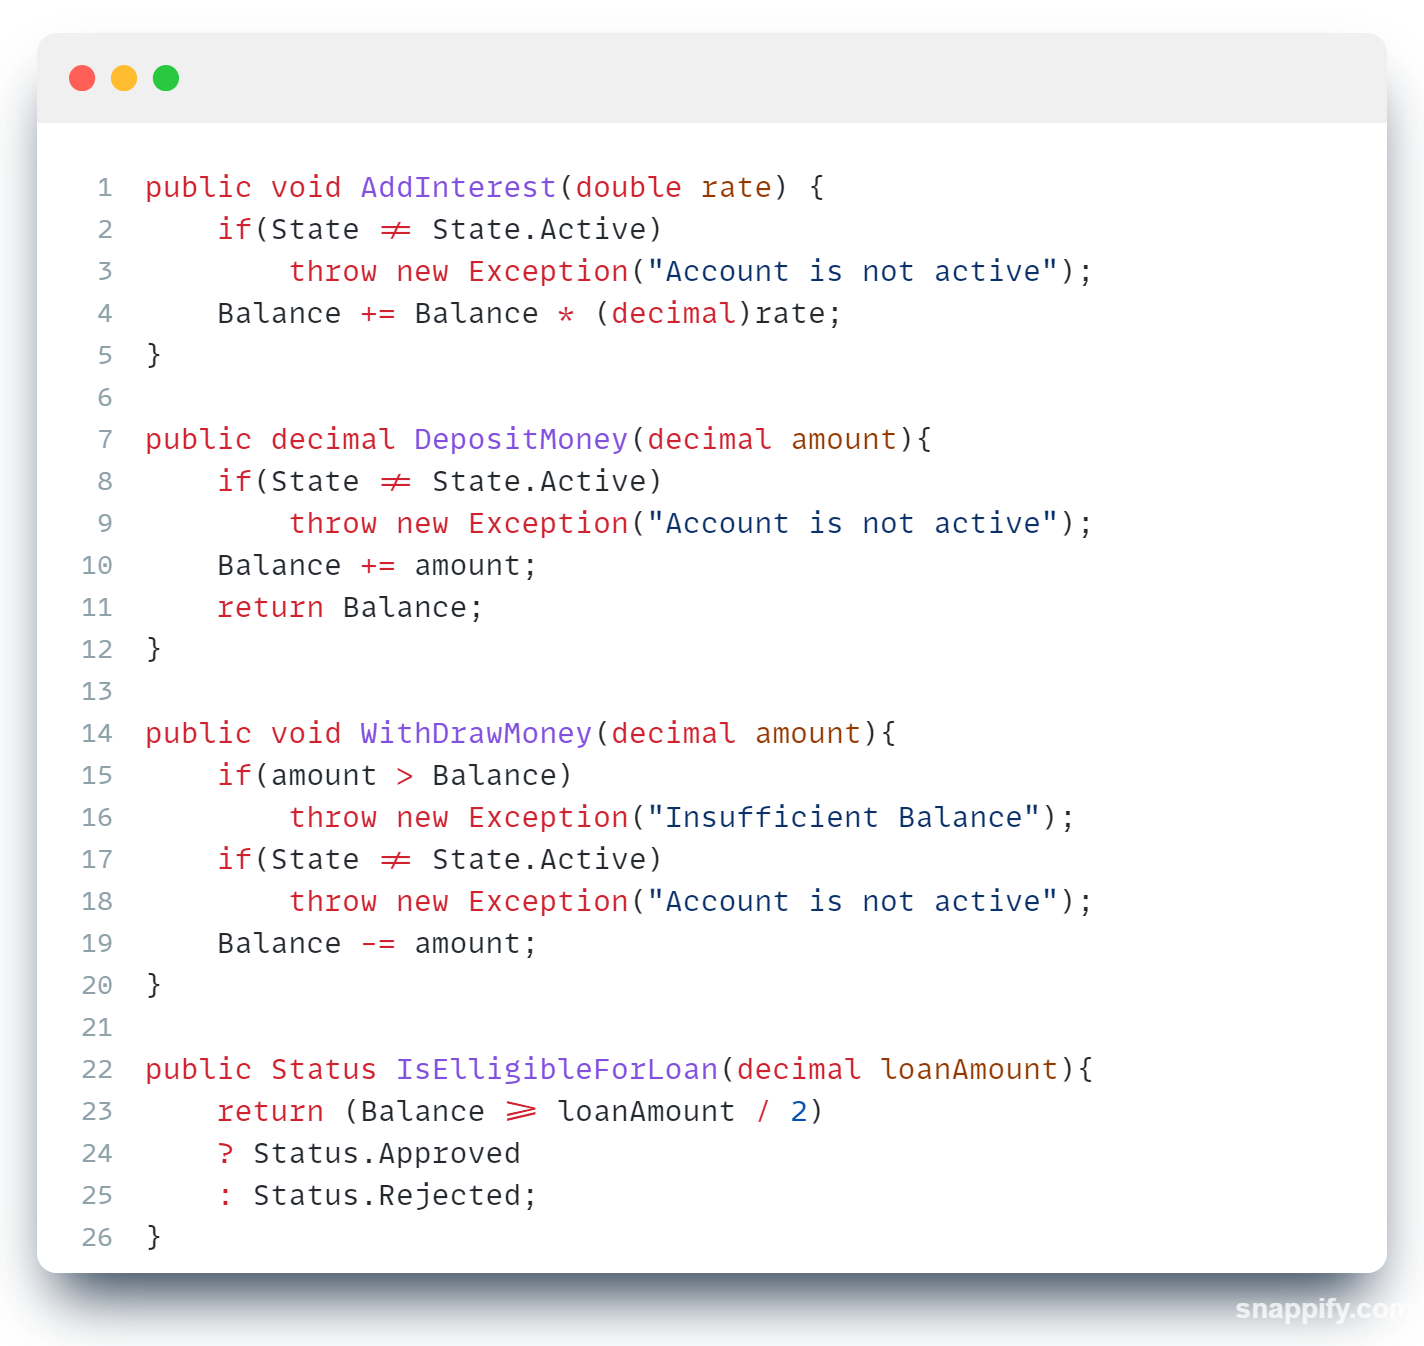 1 public void AddInterest(double rate) {
2     if(State != State.Active)
3         throw new Exception("Account is not active");
4     Balance += Balance * (decimal)rate;
5 }
6
7 public decimal DepositMoney(decimal amount){
8     if(State != State.Active)
9         throw new Exception("Account is not active");
10     Balance += amount;
11     return Balance;
12 }
13
14 public void WithDrawMoney(decimal amount){
15     if(amount > Balance)
16         throw new Exception("Insufficient Balance");
17     if(State != State.Active)
18         throw new Exception("Account is not active");
19     Balance -= amount;
20 }
21
22 public Status IsElligibleForLoan(decimal loanAmount){
23     return (Balance >= loanAmount / 2)
24     ? Status.Approved
25     : Status.Rejected;
26 }
snappify.com